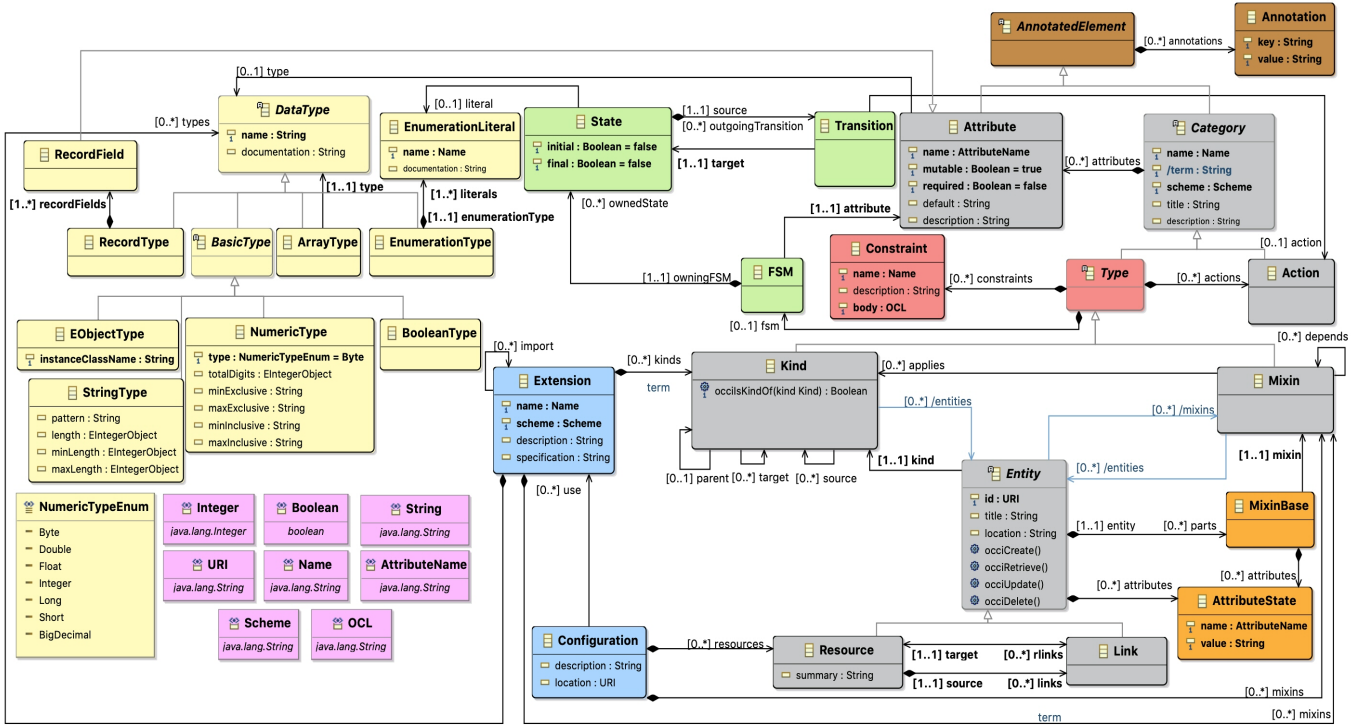 AnnotatedElement
[0..*] annotations
Annotation
key : String
value : String
[0..1] type
[0..*] types
DataType
name : String
documentation : String
[0..1] literal
EnumerationLiteral
name : Name
documentation : String
State
initial : Boolean = false
final : Boolean = false
[1..1] source
[0..*] outgoingTransition
[1..1] target
Transition
Attribute
name : AttributeName
mutable : Boolean = true
required : Boolean = false
default : String
description : String
[0..*] attributes
Category
name : Name
/term : String
scheme : Scheme
title : String
description : String
RecordField
[1..*] recordFields
[1..1] type
[1..*] literals
[1..1] enumerationType
[0..*] ownedState
[1..1] attribute
RecordType
BasicType
ArrayType
EnumerationType
[1..1] owningFSM
FSM
[0..1] fsm
Constraint
name : Name
description : String
body : OCL
[0..*] constraints
Type
[0..*] actions
[0..1] action
Action
EObjectType
instanceClassName : String
NumericType
type : NumericTypeEnum = Byte
totalDigits : EIntegerObject
minExclusive : String
maxExclusive : String
minInclusive : String
maxInclusive : String
BooleanType
StringType
pattern : String
length : EIntegerObject
minLength : EIntegerObject
maxLength : EIntegerObject
[0..*] import
Extension
name : Name
scheme : Scheme
description : String
specification : String
[0..*] kinds
term
Kind
occiIsKindOf(kind Kind) : Boolean
[0..*] applies
[0..*] depends
Mixin
[0..*] /entities
[0..*] /mixins
[0..*] /entities
[0..1] parent
[0..*] target
[0..*] source
[1..1] kind
[1..1] mixin
Entity
id : URI
title : String
location : String
occiCreate()
occiRetrieve()
occiUpdate()
occiDelete()
[1..1] entity
[0..*] parts
MixinBase
[0..*] attributes
[0..*] attributes
AttributeState
name : AttributeName
value : String
[0..*] use
NumericTypeEnum
Byte
Double
Float
Integer
Long
Short
BigDecimal
Integer
java.lang.Integer
Boolean
boolean
String
java.lang.String
URI
java.lang.String
Name
java.lang.String
AttributeName
java.lang.String
Scheme
java.lang.String
OCL
java.lang.String
Configuration
description : String
location : URI
[0..*] resources
Resource
summary : String
[1..1] target
[0..*] rlinks
[1..1] source
[0..*] links
Link
[0..*] mixins
term
[0..*] mixins